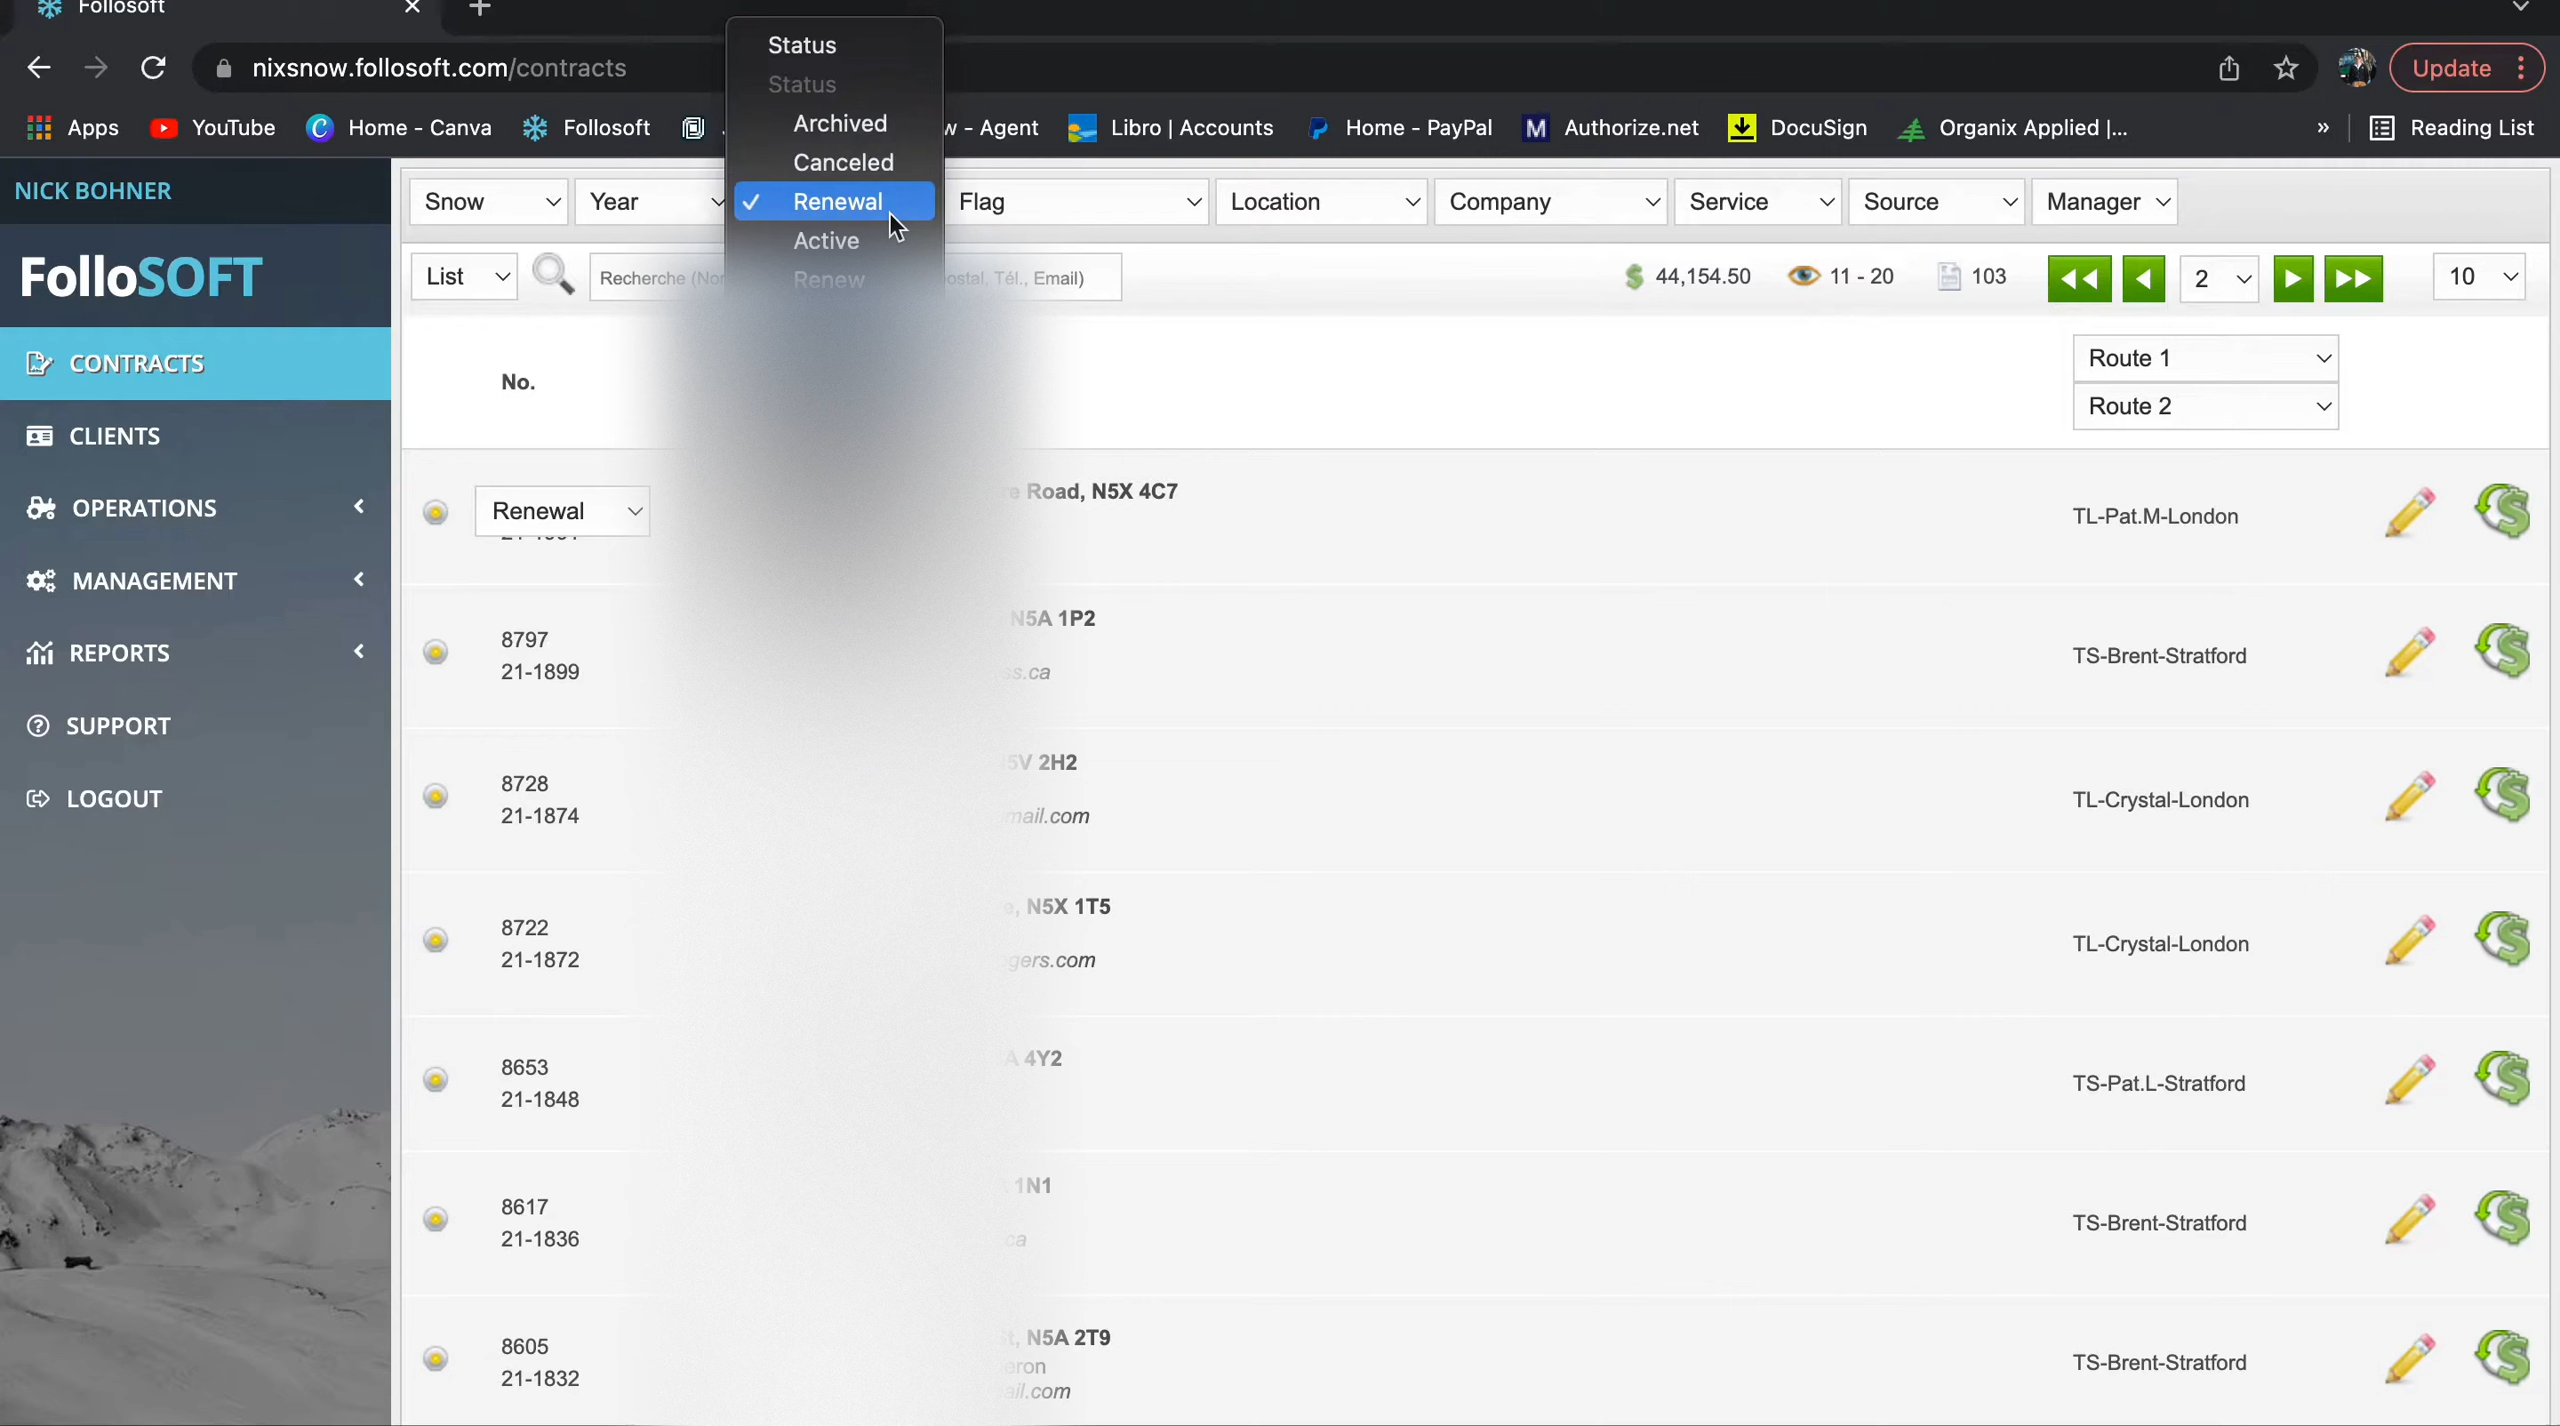 Follosoft
nixsnow.follosoft.com/contracts
Update
Apps YouTube Home - Canva Follosoft w - Agent Libro | Accounts Home - PayPal M Authorize.net DocuSign Organix Applied |... » Reading List
Status
Status
Archived
Canceled
✓ Renewal
Active
Renew
NICK BOHNER
FolloSOFT
CONTRACTS
CLIENTS
OPERATIONS
MANAGEMENT
REPORTS
SUPPORT
LOGOUT
Snow Year Flag Location Company Service Source Manager
List Recherche (Nor ostal, Tél., Email) 44,154.50 11 - 20 103 2 10
No.
Route 1
Route 2
Renewal
Road, N5X 4C7
TL-Pat.M-London
8797
21-1899
N5A 1P2
ss.ca
TS-Brent-Stratford
8728
21-1874
5V 2H2
mail.com
TL-Crystal-London
8722
21-1872
e, N5X 1T5
gers.com
TL-Crystal-London
8653
21-1848
A 4Y2
TS-Pat.L-Stratford
8617
21-1836
1N1
ca
TS-Brent-Stratford
8605
21-1832
t, N5A 2T9
eron
ail.com
TS-Brent-Stratford